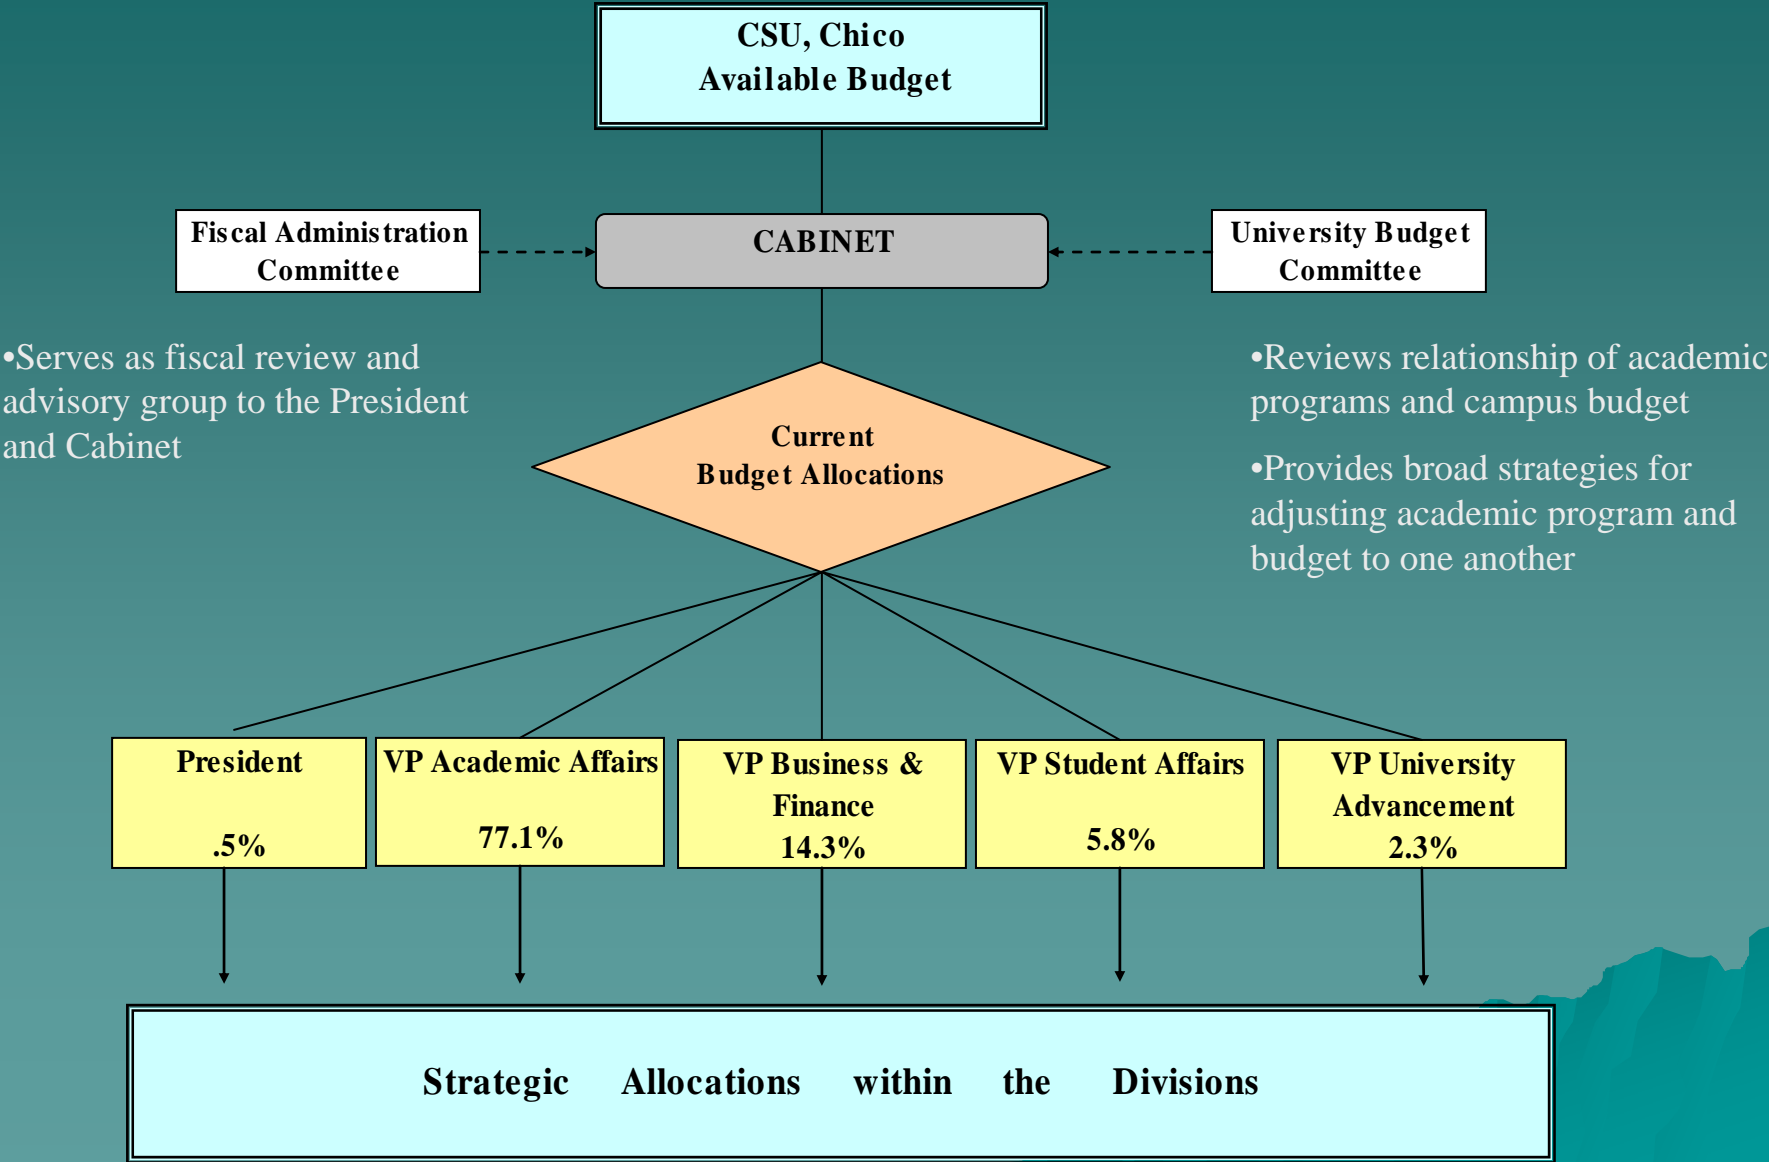 CSU, Chico
Available Budget
Fiscal Administration
Committee
CABINET
University Budget
Committee
•Serves as fiscal review and
advisory group to the President
and Cabinet
•Reviews relationship of academic
programs and campus budget
•Provides broad strategies for
adjusting academic program and
budget to one another
Current
Budget Allocations
President
.5%
VP Academic Affairs
77.1%
VP Business &
Finance
14.3%
VP Student Affairs
5.8%
VP University
Advancement
2.3%
Strategic Allocations within the Divisions